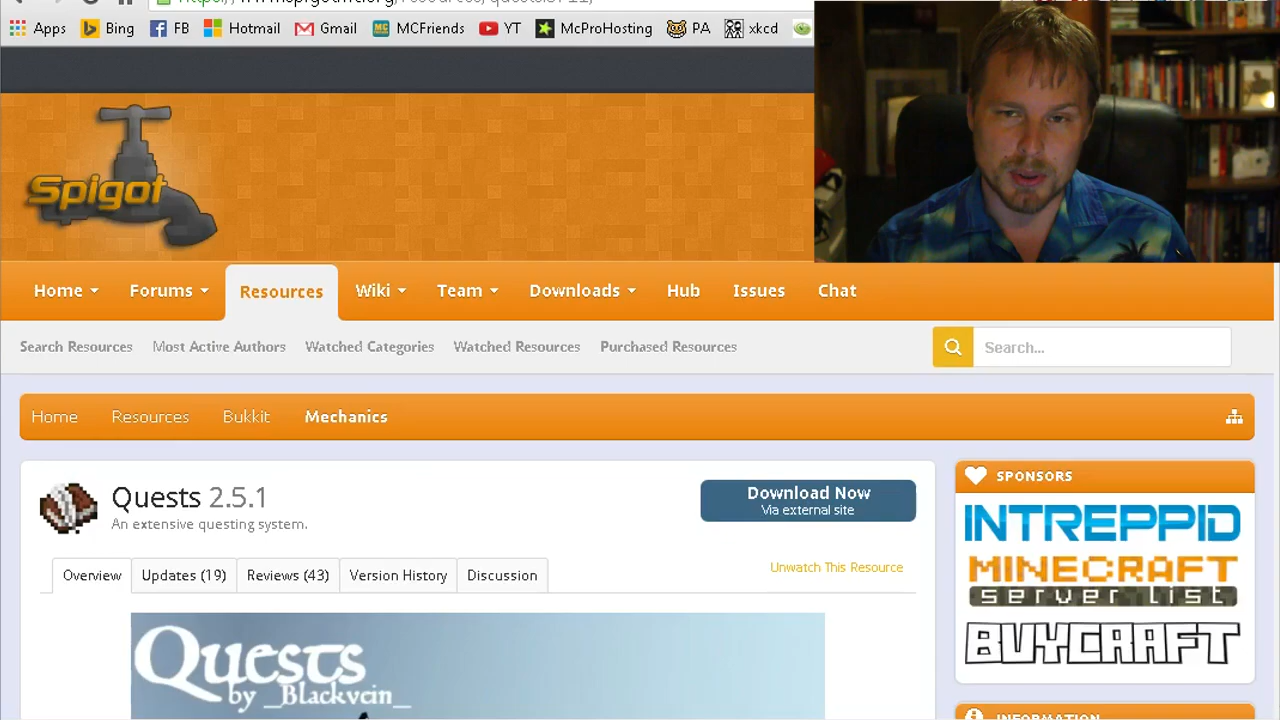 Apps Bing FB Hotmail Gmail MCFriends YT McProHosting PA xkcd
Spigot
Home Forums Resources Wiki Team Downloads Hub Issues Chat
Search Resources Most Active Authors Watched Categories Watched Resources Purchased Resources
Search...
Home Resources Bukkit Mechanics
Quests 2.5.1
An extensive questing system.
Download Now
Via external site
Overview Updates (19) Reviews (43) Version History Discussion
Unwatch This Resource
Quests
by _Blackvein_
SPONSORS
INTREPPID
MINECRAFT
server list
BUYCRAFT
INFORMATION